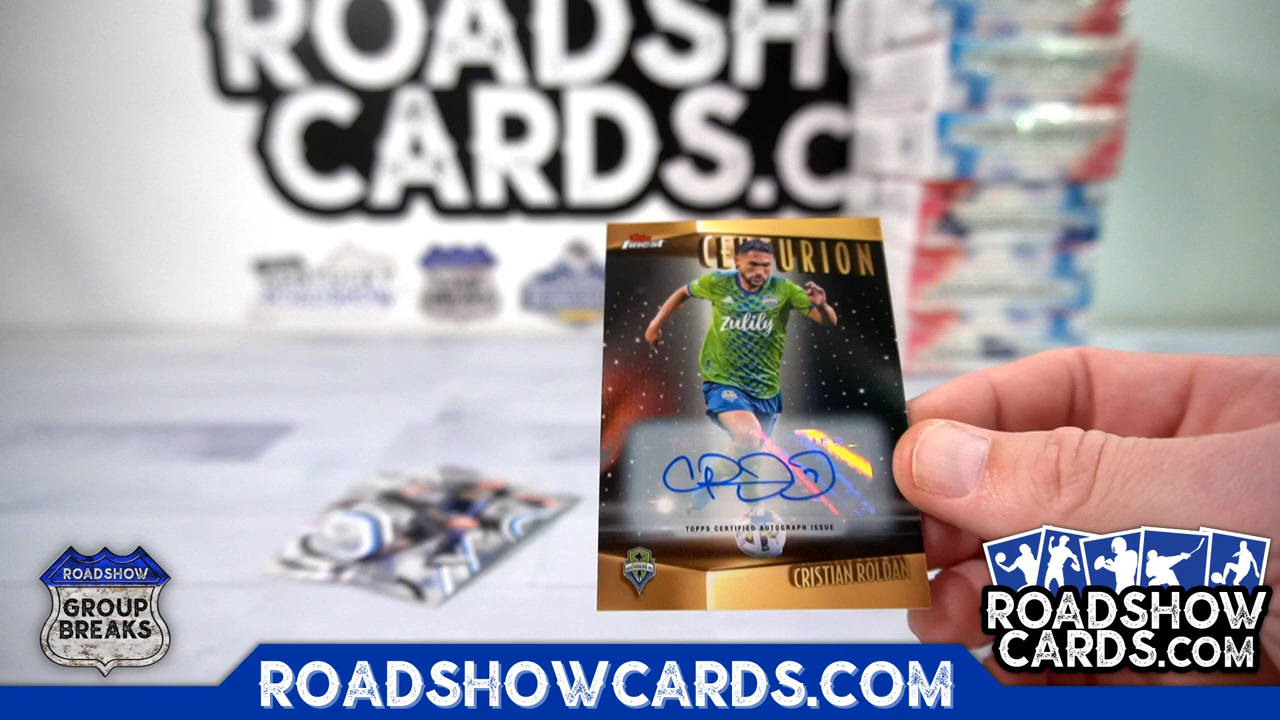 ROADSHO
CARDS.C
Topps
finest
CENTURION
zulily
TOPPS CERTIFIED AUTOGRAPH ISSUE
CRISTIAN ROLDAN
ROADSHOW
GROUP
BREAKS
ROADSHOW
CARDS.COM
ROADSHOWCARDS.COM